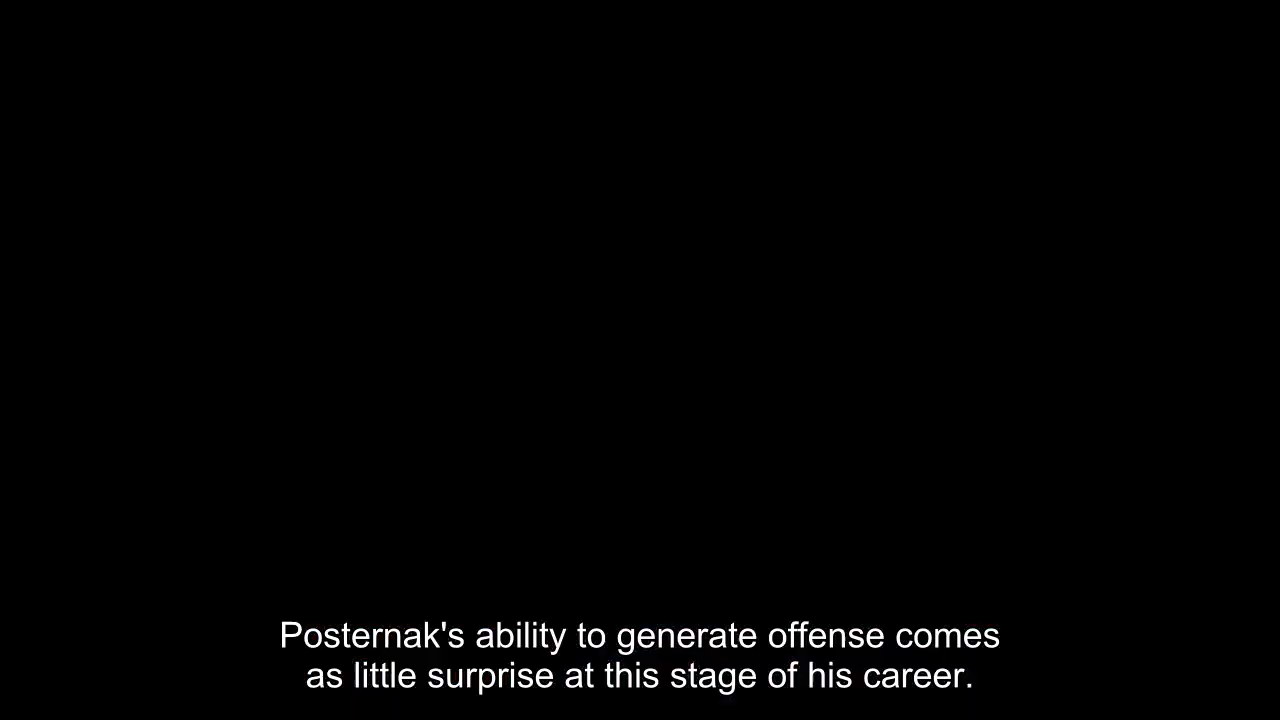 Posternak's ability to generate offense comes
as little surprise at this stage of his career.